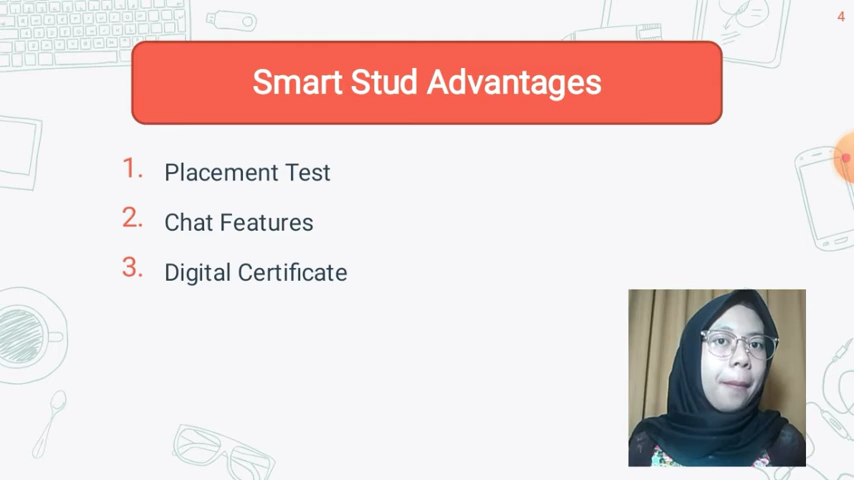 4
Smart Stud Advantages
1. Placement Test
2. Chat Features
3. Digital Certificate